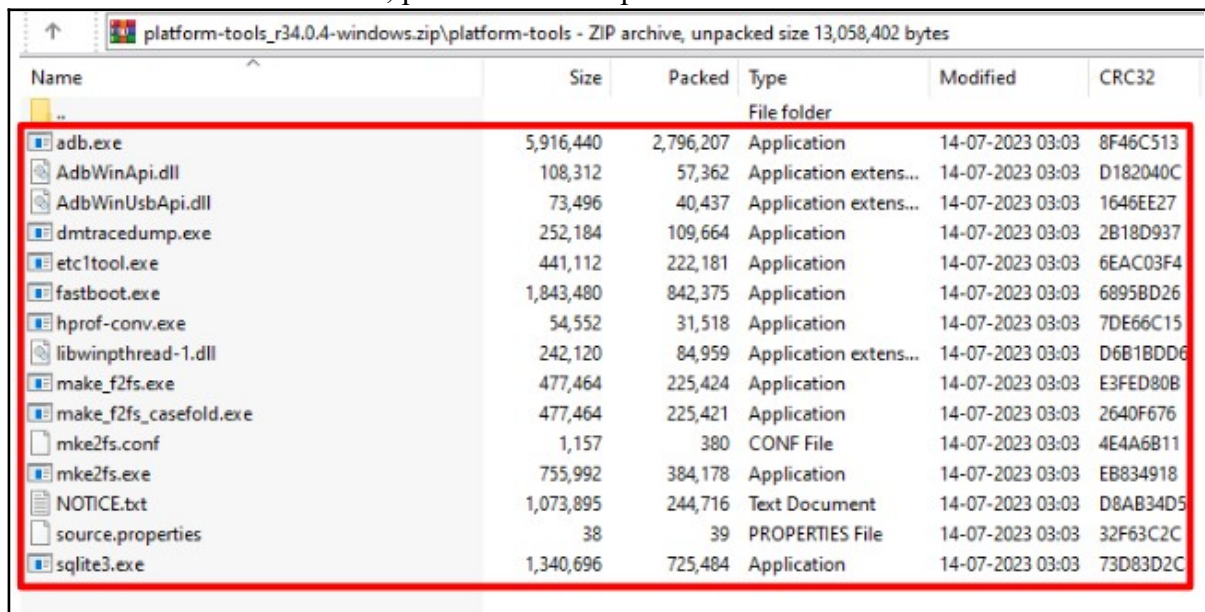 platform-tools_r34.0.4-windows.zip\platform-tools - ZIP archive, unpacked size 13,058,402 bytes
Name Size Packed Type Modified CRC32
.. File folder
adb.exe 5,916,440 2,796,207 Application 14-07-2023 03:03 8F46C513
AdbWinApi.dll 108,312 57,362 Application extens... 14-07-2023 03:03 D182040C
AdbWinUsbApi.dll 73,496 40,437 Application extens... 14-07-2023 03:03 1646EE27
dmtracedump.exe 252,184 109,664 Application 14-07-2023 03:03 2B18D937
etc1tool.exe 441,112 222,181 Application 14-07-2023 03:03 6EAC03F4
fastboot.exe 1,843,480 842,375 Application 14-07-2023 03:03 6895BD26
hprof-conv.exe 54,552 31,518 Application 14-07-2023 03:03 7DE66C15
libwinpthread-1.dll 242,120 84,959 Application extens... 14-07-2023 03:03 D6B1BDD6
make_f2fs.exe 477,464 225,424 Application 14-07-2023 03:03 E3FED80B
make_f2fs_casefold.exe 477,464 225,421 Application 14-07-2023 03:03 2640F676
mke2fs.conf 1,157 380 CONF File 14-07-2023 03:03 4E4A6B11
mke2fs.exe 755,992 384,178 Application 14-07-2023 03:03 EB834918
NOTICE.txt 1,073,895 244,716 Text Document 14-07-2023 03:03 D8AB34D5
source.properties 38 39 PROPERTIES File 14-07-2023 03:03 32F63C2C
sqlite3.exe 1,340,696 725,484 Application 14-07-2023 03:03 73D83D2C